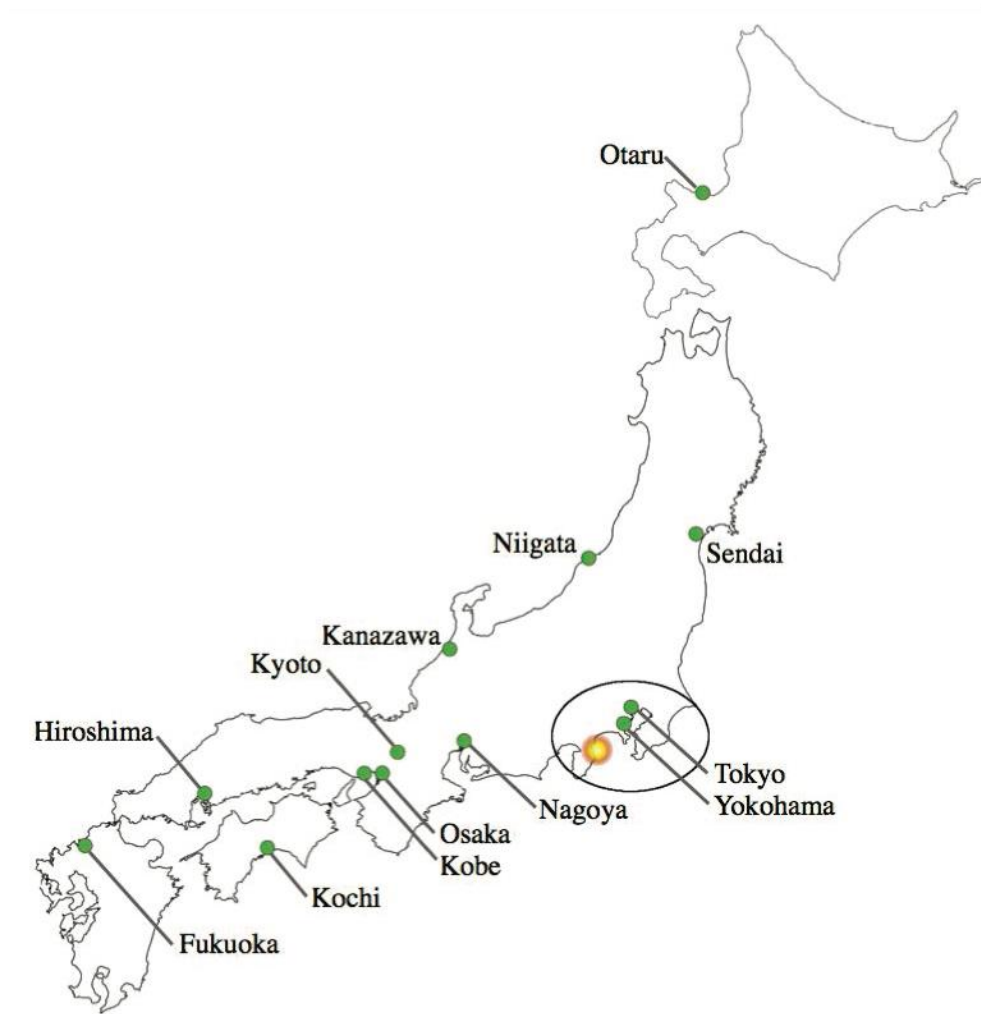 Otaru
Niigata
Sendai
Kanazawa
Kyoto
Hiroshima
Tokyo
Yokohama
Nagoya
Osaka
Kobe
Kochi
Fukuoka